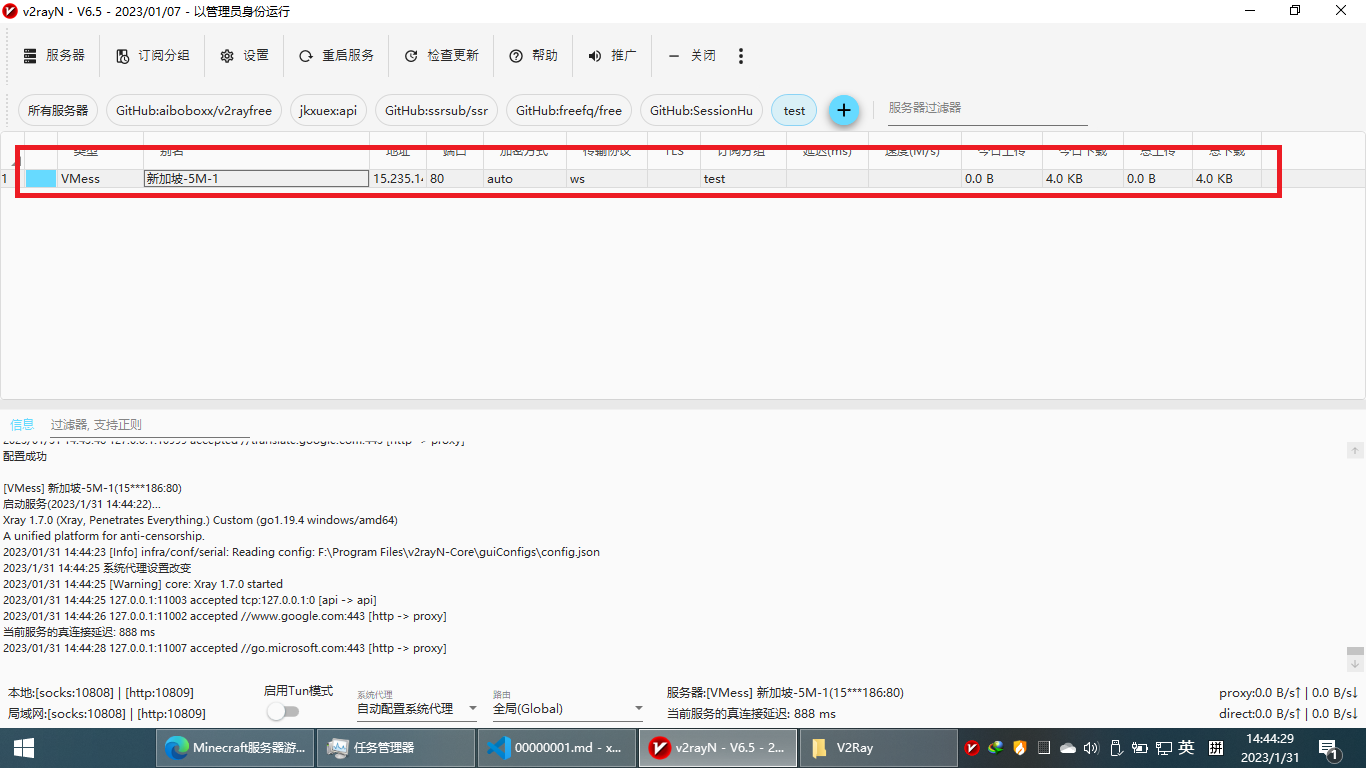 v2rayN - V6.5 - 2023/01/07 - 以管理员身份运行
服务器 订阅分组 设置 重启服务 检查更新 帮助 推广 关闭
所有服务器 GitHub:aiboboxx/v2rayfree jkxuex:api GitHub:ssrsub/ssr GitHub:freefq/free GitHub:SessionHu test + 服务器过滤器
类型 别名 地址 端口 加密方式 传输协议 TLS 订阅分组 延迟(ms) 速度(M/s) 今日上传 今日下载 总上传 总下载
1 VMess 新加坡-5M-1 15.235.14 80 auto ws test 0.0 B 4.0 KB 0.0 B 4.0 KB
信息 过滤器, 支持正则
2023/01/31 14:43:46 127.0.0.1:10999 accepted //translate.google.com:443 [http -> proxy]
配置成功
[VMess] 新加坡-5M-1(15***186:80)
启动服务(2023/1/31 14:44:22)...
Xray 1.7.0 (Xray, Penetrates Everything.) Custom (go1.19.4 windows/amd64)
A unified platform for anti-censorship.
2023/01/31 14:44:23 [Info] infra/conf/serial: Reading config: F:\Program Files\v2rayN-Core\guiConfigs\config.json
2023/1/31 14:44:25 系统代理设置改变
2023/01/31 14:44:25 [Warning] core: Xray 1.7.0 started
2023/01/31 14:44:25 127.0.0.1:11003 accepted tcp:127.0.0.1:0 [api -> api]
2023/01/31 14:44:26 127.0.0.1:11002 accepted //www.google.com:443 [http -> proxy]
当前服务的真连接延迟: 888 ms
2023/01/31 14:44:28 127.0.0.1:11007 accepted //go.microsoft.com:443 [http -> proxy]
本地:[socks:10808] | [http:10809] 启用Tun模式 系统代理 路由 服务器:[VMess] 新加坡-5M-1(15***186:80) proxy:0.0 B/s↑ | 0.0 B/s↓
局域网:[socks:10808] | [http:10809] 自动配置系统代理 全局(Global) 当前服务的真连接延迟: 888 ms direct:0.0 B/s↑ | 0.0 B/s↓
Minecraft服务器游... 任务管理器 00000001.md - x... v2rayN - V6.5 - 2... V2Ray 英 拼 14:44:29 1
2023/1/31